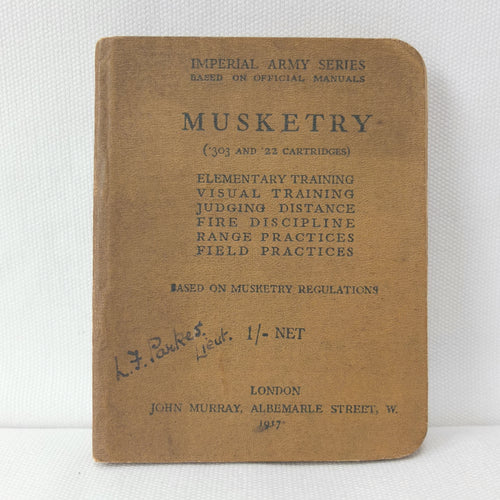 IMPERIAL ARMY SERIES
BASED ON OFFICIAL MANUALS
MUSKETRY
('303 AND '22 CARTRIDGES)
ELEMENTARY TRAINING
VISUAL TRAINING
JUDGING DISTANCE
FIRE DISCIPLINE
RANGE PRACTICES
FIELD PRACTICES
BASED ON MUSKETRY REGULATIONS
L. F. Parkes.
Lieut.
1/- NET
LONDON
JOHN MURRAY, ALBEMARLE STREET, W.
1917